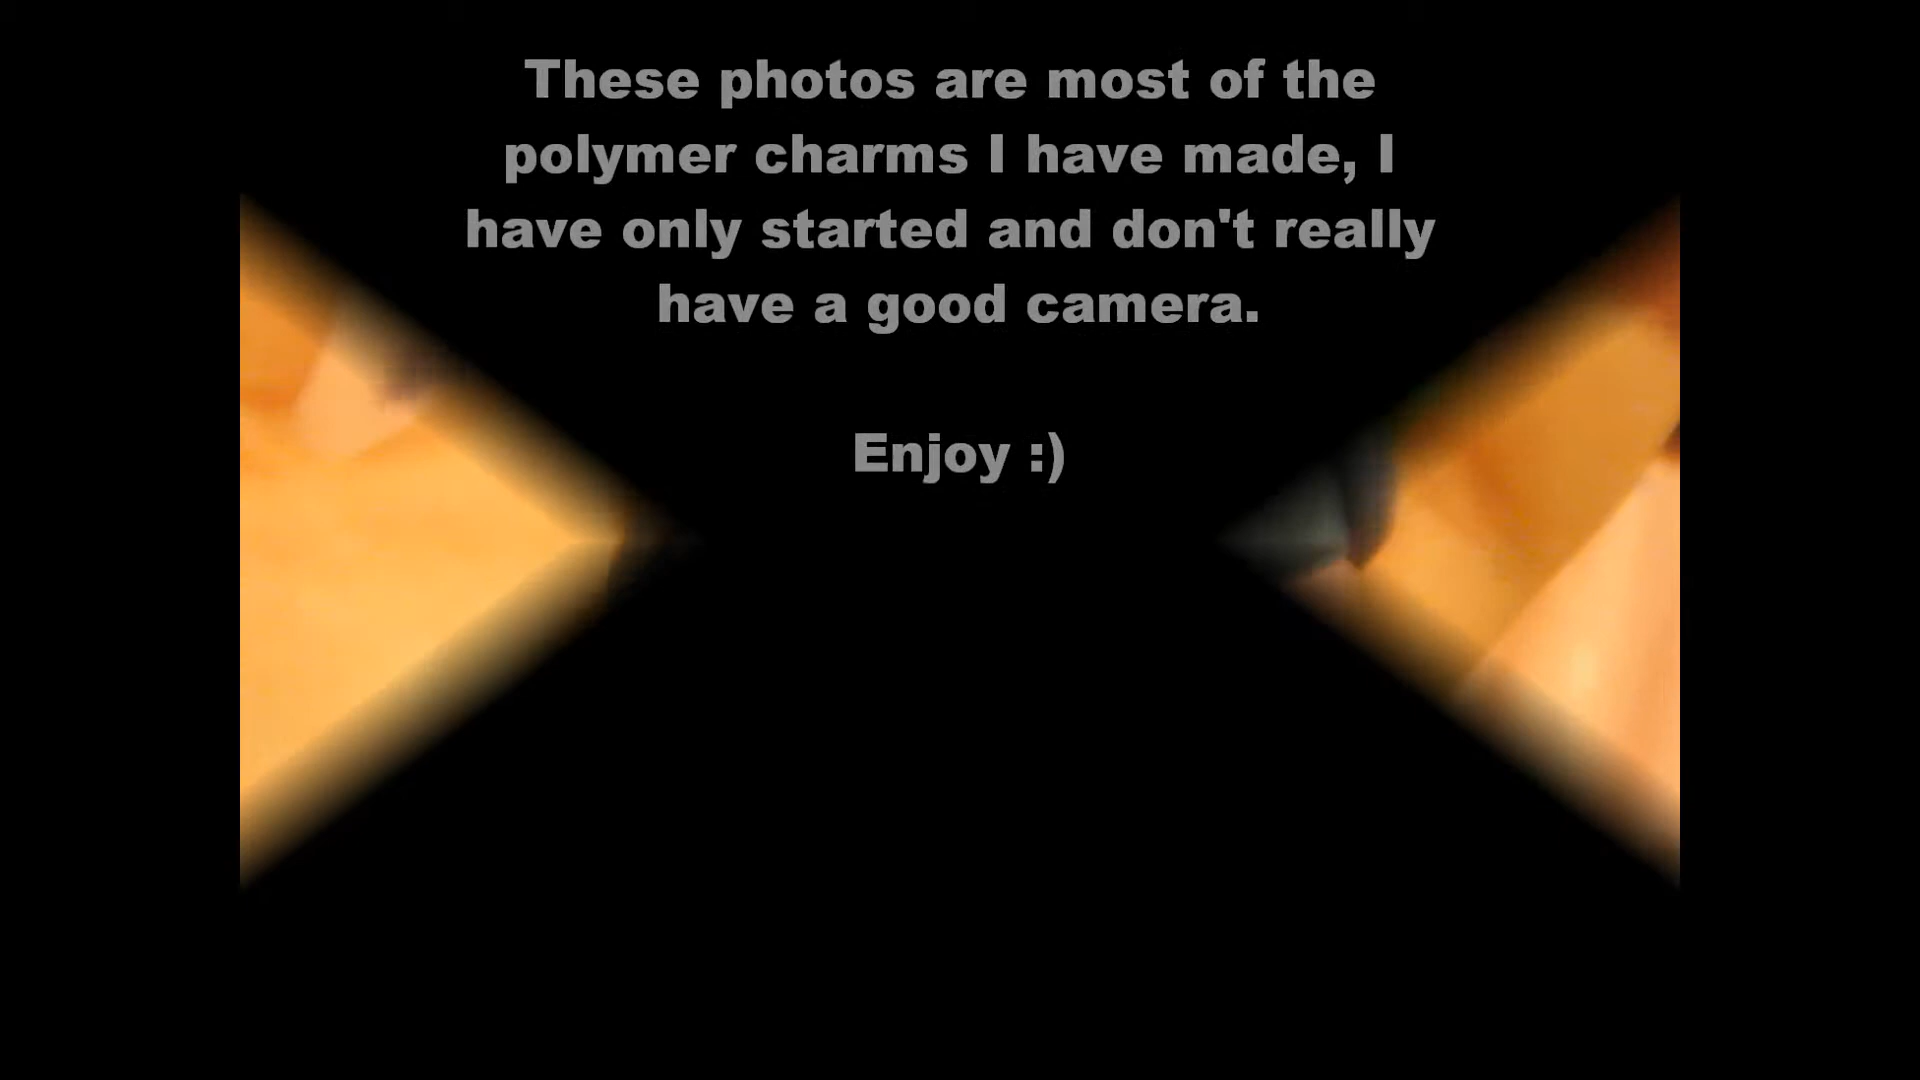 These photos are most of the
polymer charms I have made, I
have only started and don't really
have a good camera.
Enjoy :)